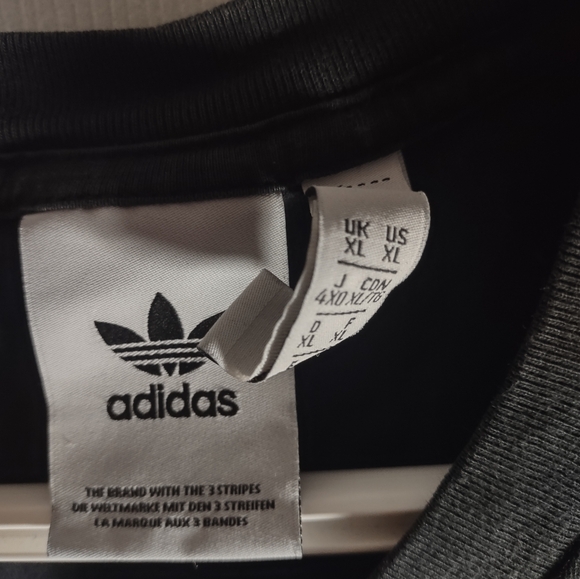 adidas
THE BRAND WITH THE 3 STRIPES
DIE WELTMARKE MIT DEN 3 STREIFEN
LA MARQUE AUX 3 BANDES
UK US
XL XL
J CDN
4XO XL/TG
D F
XL XL